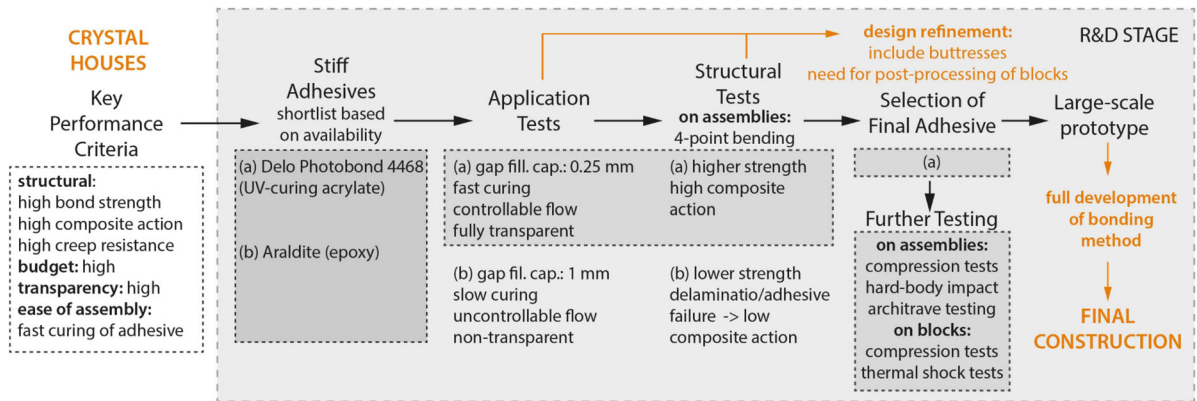 CRYSTAL
HOUSES
Key
Performance
Criteria
structural:
high bond strength
high composite action
high creep resistance
budget: high
transparency: high
ease of assembly:
fast curing of adhesive
Stiff
Adhesives
shortlist based
on availability
(a) Delo Photobond 4468
(UV-curing acrylate)
(b) Araldite (epoxy)
Application
Tests
(a) gap fill. cap.: 0.25 mm
fast curing
controllable flow
fully transparent
(b) gap fil. cap.: 1 mm
slow curing
uncontrollable flow
non-transparent
Structural
Tests
on assemblies:
4-point bending
(a) higher strength
high composite
action
(b) lower strength
delaminatio/adhesive
failure -> low
composite action
design refinement:
include buttresses
need for post-processing of blocks
R&D STAGE
Selection of
Final Adhesive
(a)
Further Testing
on assemblies:
compression tests
hard-body impact
architrave testing
on blocks:
compression tests
thermal shock tests
Large-scale
prototype
full development
of bonding
method
FINAL
CONSTRUCTION